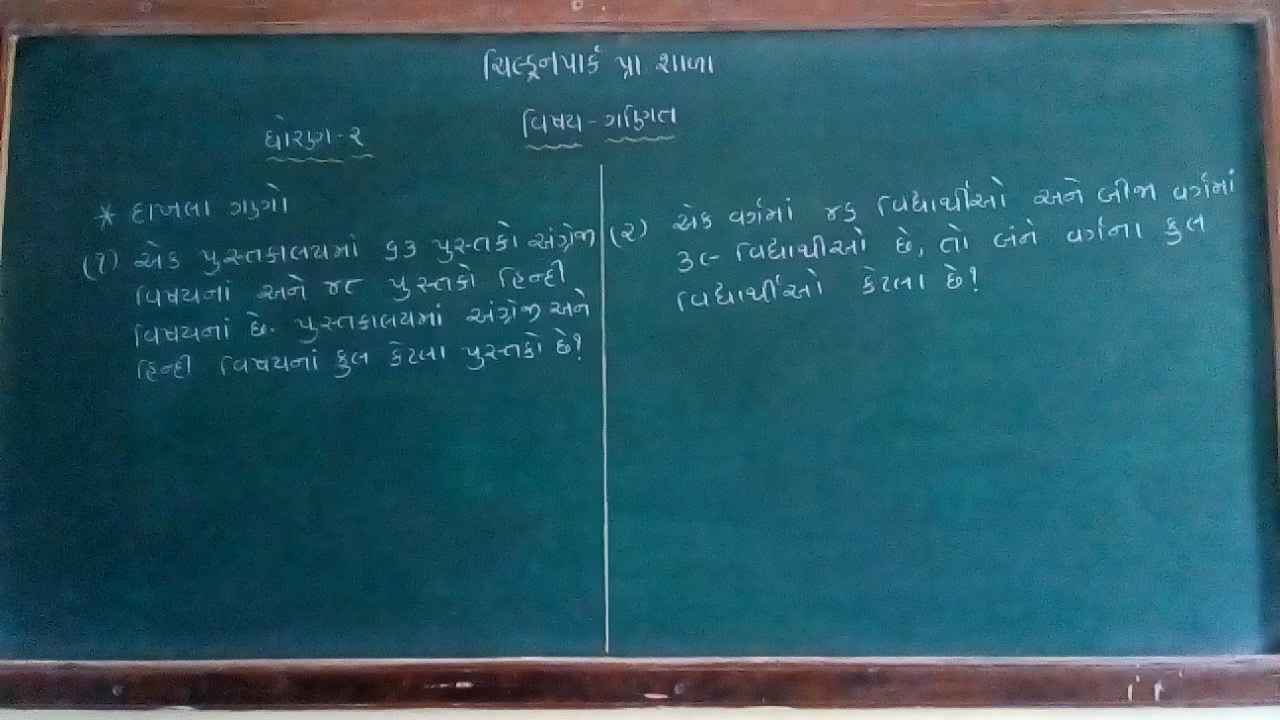 ચિલ્ડ્રનપાર્ક પ્રા. શાળા
ધોરણ-૨
વિષય - ગણિત
* દાખલા ગણો
(૧) એક પુસ્તકાલયમાં ૬૩ પુસ્તકો અંગ્રેજી
વિષયનાં અને ૪૮ પુસ્તકો હિન્દી
વિષયનાં છે. પુસ્તકાલયમાં અંગ્રેજી અને
હિન્દી વિષયનાં કુલ કેટલા પુસ્તકો છે?
(૨) એક વર્ગમાં ૪૬ વિદ્યાર્થીઓ અને બીજા વર્ગમાં
૩૯ વિદ્યાર્થીઓ છે, તો બંને વર્ગના કુલ
વિદ્યાર્થીઓ કેટલા છે?